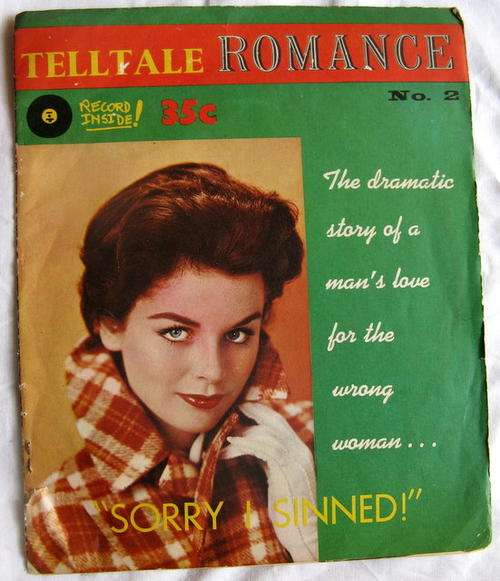 TELLTALE ROMANCE
No. 2
RECORD
INSIDE!
35c
The dramatic
story of a
man's love
for the
wrong
woman...
"SORRY I SINNED!"